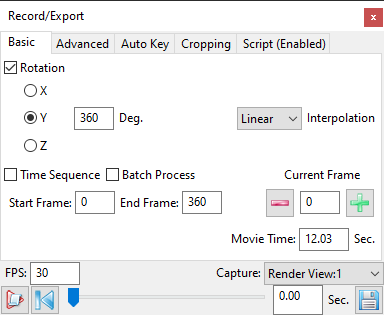 Record/Export
Basic Advanced Auto Key Cropping Script (Enabled)
Rotation
X
Y 360 Deg. Linear Interpolation
Z
Time Sequence Batch Process Current Frame
Start Frame: 0 End Frame: 360 0
Movie Time: 12.03 Sec.
FPS: 30 Capture: Render View:1
0.00 Sec.